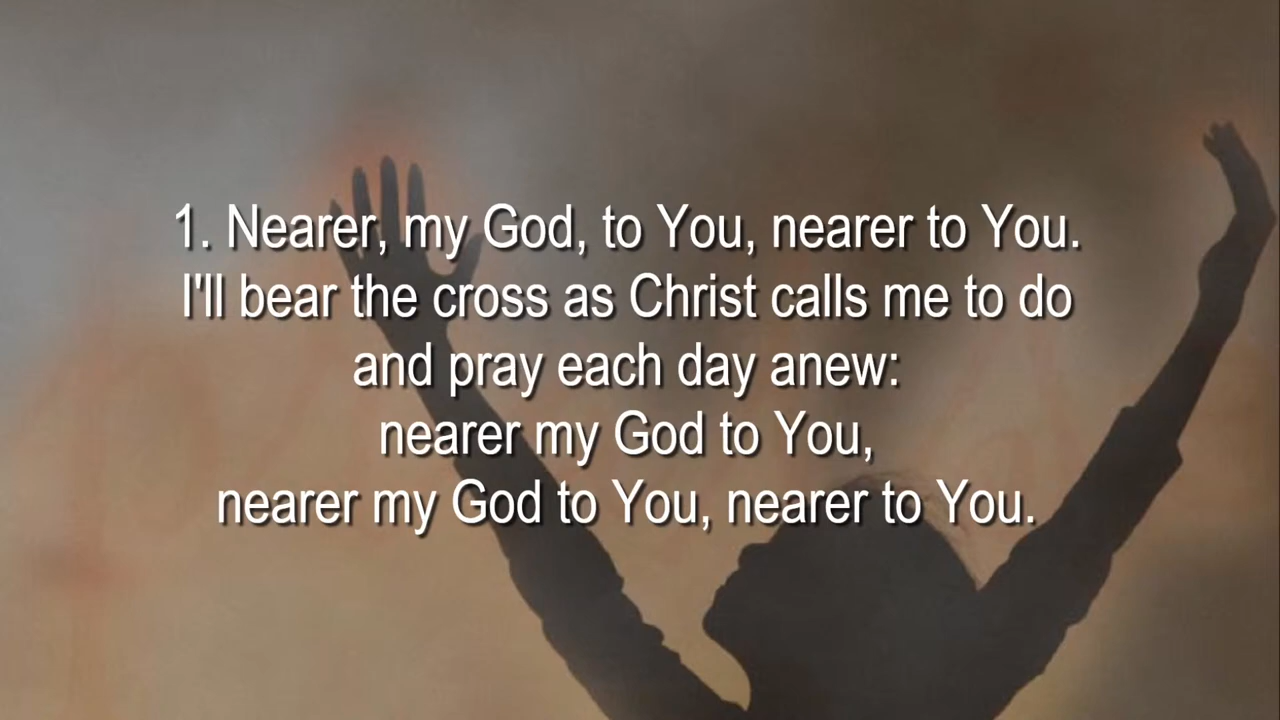 1. Nearer, my God, to You, nearer to You.
I'll bear the cross as Christ calls me to do
and pray each day anew:
nearer my God to You,
nearer my God to You, nearer to You.